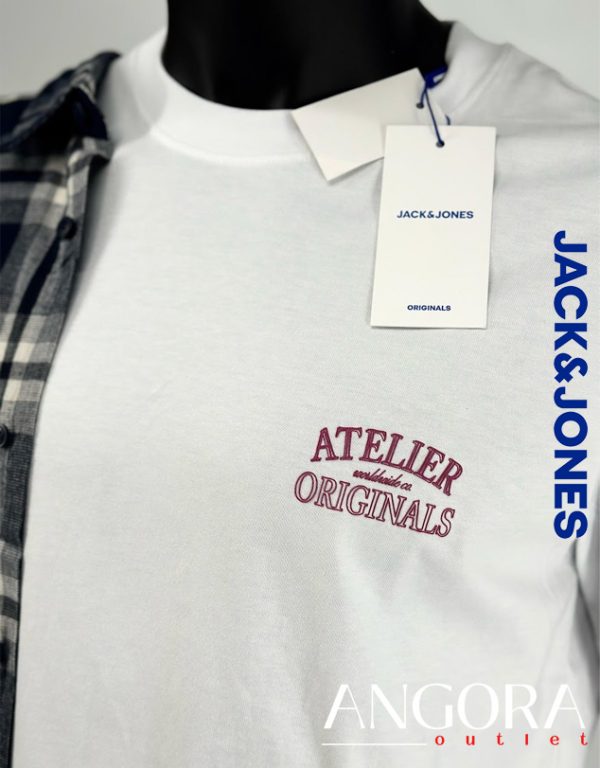 JACK&JONES
ORIGINALS
JACK&JONES
ATELIER
worldwide co.
ORIGINALS
ANGORA
outlet